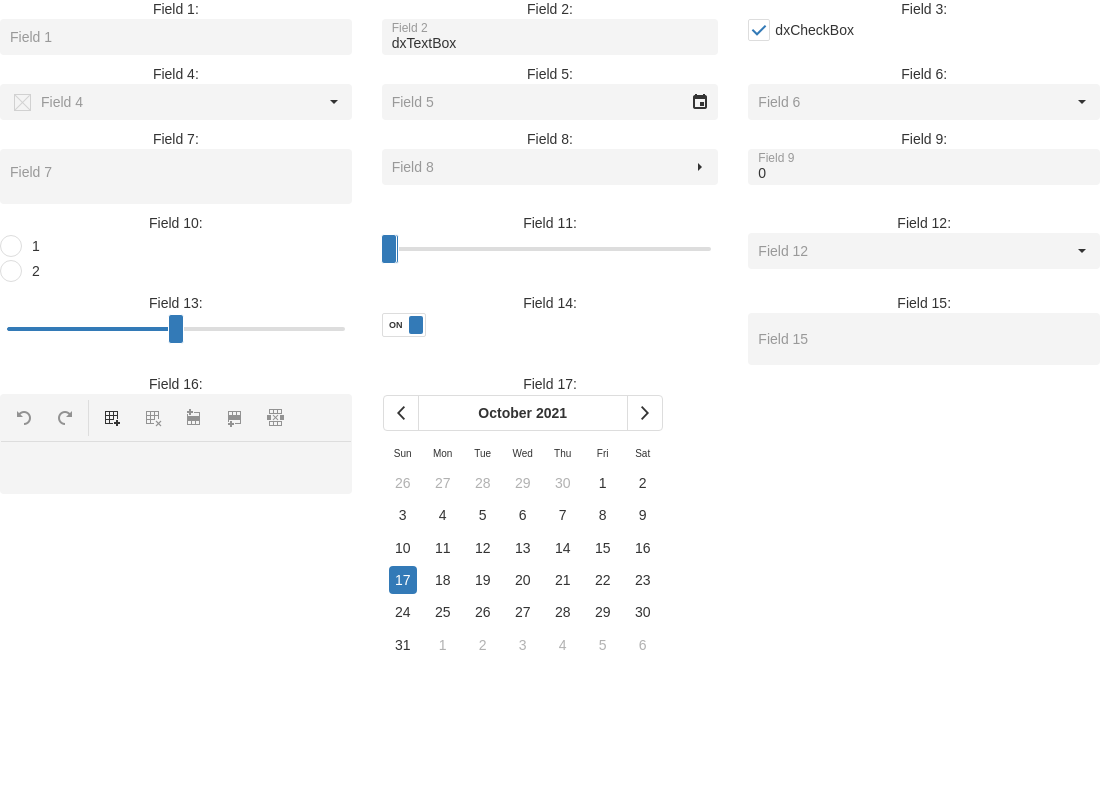 Field 1:
Field 2:
Field 3:
Field 1
Field 2
dxTextBox
dxCheckBox
Field 4:
Field 5:
Field 6:
Field 4
Field 5
Field 6
Field 7:
Field 8:
Field 9:
Field 7
Field 8
Field 9
0
Field 10:
Field 11:
Field 12:
1
2
Field 12
Field 13:
Field 14:
Field 15:
ON
Field 15
Field 16:
Field 17:
October 2021
Sun Mon Tue Wed Thu Fri Sat
26 27 28 29 30 1 2
3 4 5 6 7 8 9
10 11 12 13 14 15 16
17 18 19 20 21 22 23
24 25 26 27 28 29 30
31 1 2 3 4 5 6